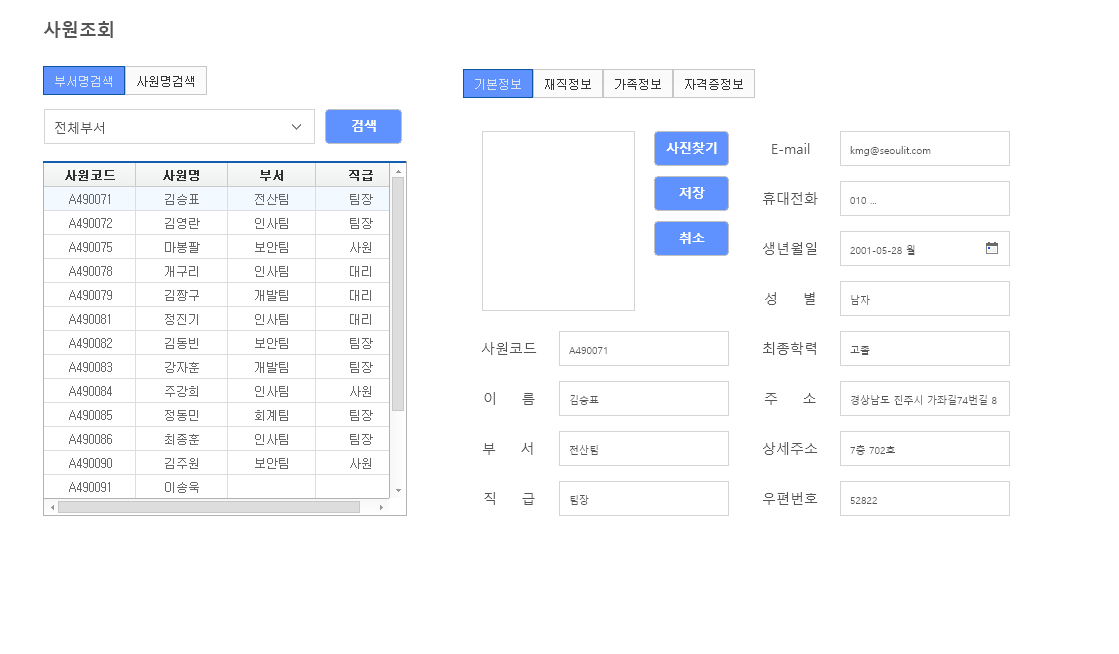 사원조회
부서명검색 사원명검색
전체부서 검색
사원코드 사원명 부서 직급
A490071 김승표 전산팀 팀장
A490072 김영란 인사팀 팀장
A490075 마봉팔 보안팀 사원
A490078 개구리 인사팀 대리
A490079 김짱구 개발팀 대리
A490081 정진기 인사팀 대리
A490082 김동빈 보안팀 팀장
A490083 강자훈 개발팀 팀장
A490084 주강희 인사팀 사원
A490085 정동민 회계팀 팀장
A490086 최종훈 인사팀 팀장
A490090 김주원 보안팀 사원
A490091 이송욱
기본정보 재직정보 가족정보 자격증정보
사진찾기
저장
취소
사원코드 A490071
이 름 김승표
부 서 전산팀
직 급 팀장
E-mail kmg@seoulit.com
휴대전화 010 ...
생년월일 2001-05-28 월
성 별 남자
최종학력 고졸
주 소 경상남도 진주시 가좌길74번길 8
상세주소 7층 702호
우편번호 52822